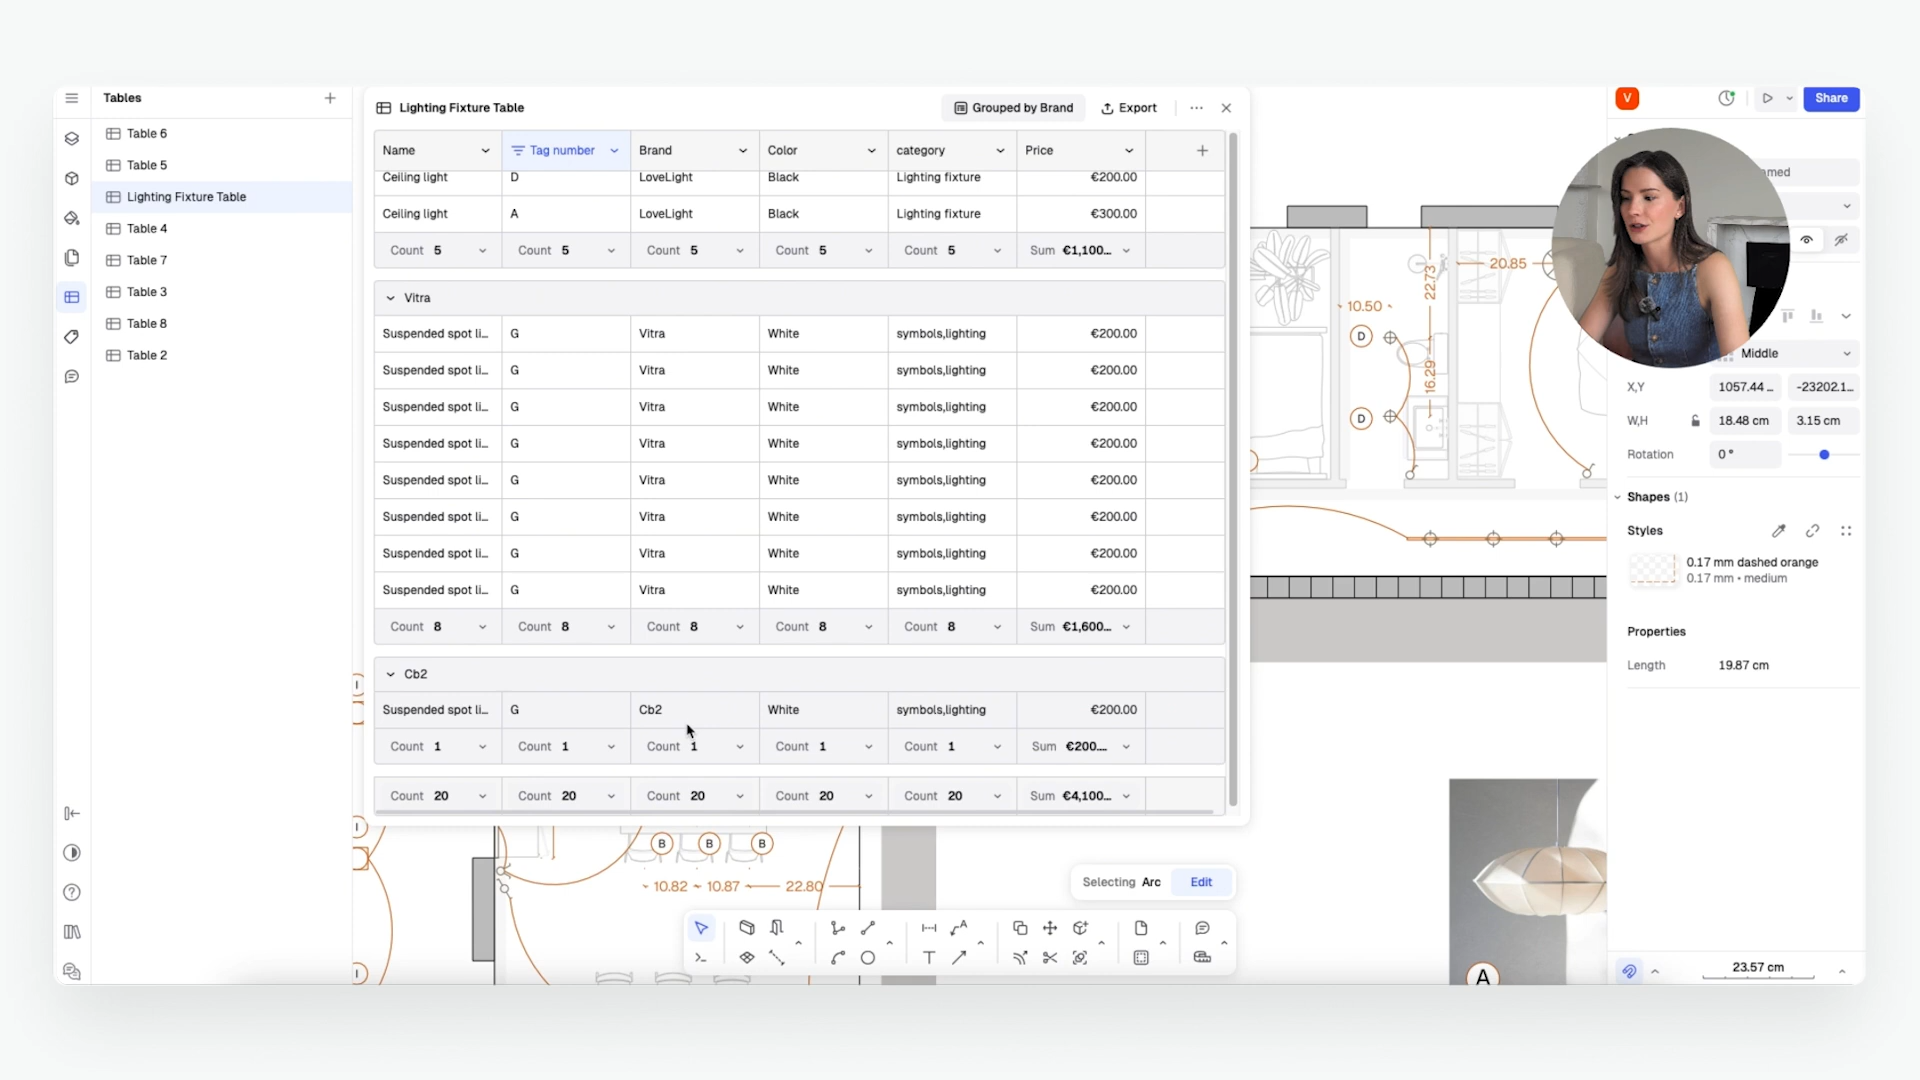 Tables
Table 6
Table 5
Lighting Fixture Table
Table 4
Table 7
Table 3
Table 8
Table 2
Lighting Fixture Table
Grouped by Brand
Export
Name Tag number Brand Color category Price
Ceiling light D LoveLight Black Lighting fixture €200.00
Ceiling light A LoveLight Black Lighting fixture €300.00
Count 5 Count 5 Count 5 Count 5 Count 5 Sum €1,100...
Vitra
Suspended spot li... G Vitra White symbols,lighting €200.00
Suspended spot li... G Vitra White symbols,lighting €200.00
Suspended spot li... G Vitra White symbols,lighting €200.00
Suspended spot li... G Vitra White symbols,lighting €200.00
Suspended spot li... G Vitra White symbols,lighting €200.00
Suspended spot li... G Vitra White symbols,lighting €200.00
Suspended spot li... G Vitra White symbols,lighting €200.00
Suspended spot li... G Vitra White symbols,lighting €200.00
Count 8 Count 8 Count 8 Count 8 Count 8 Sum €1,600...
Cb2
Suspended spot li... G Cb2 White symbols,lighting €200.00
Count 1 Count 1 Count 1 Count 1 Count 1 Sum €200....
Count 20 Count 20 Count 20 Count 20 Count 20 Sum €4,100...
20.85
22.73
10.50
D
16.29
D
I
I
I
B B B
10.82 10.87 22.80
Selecting Arc Edit
A
V
Share
Middle
X,Y 1057.44 ... -23202.1...
W,H 18.48 cm 3.15 cm
Rotation 0 °
Shapes (1)
Styles
0.17 mm dashed orange
0.17 mm • medium
Properties
Length 19.87 cm
23.57 cm